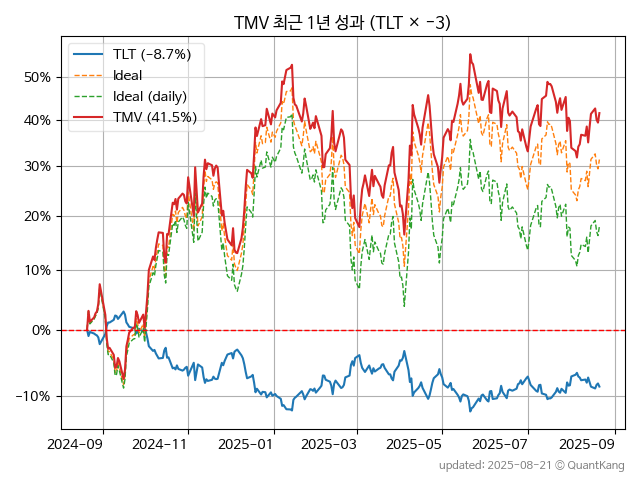 TMV 최근 1년 성과 (TLT × −3)
TLT (−8.7%)
Ideal
Ideal (daily)
TMV (41.5%)
50%
40%
30%
20%
10%
0%
−10%
2024-09
2024-11
2025-01
2025-03
2025-05
2025-07
2025-09
updated: 2025-08-21 © QuantKang